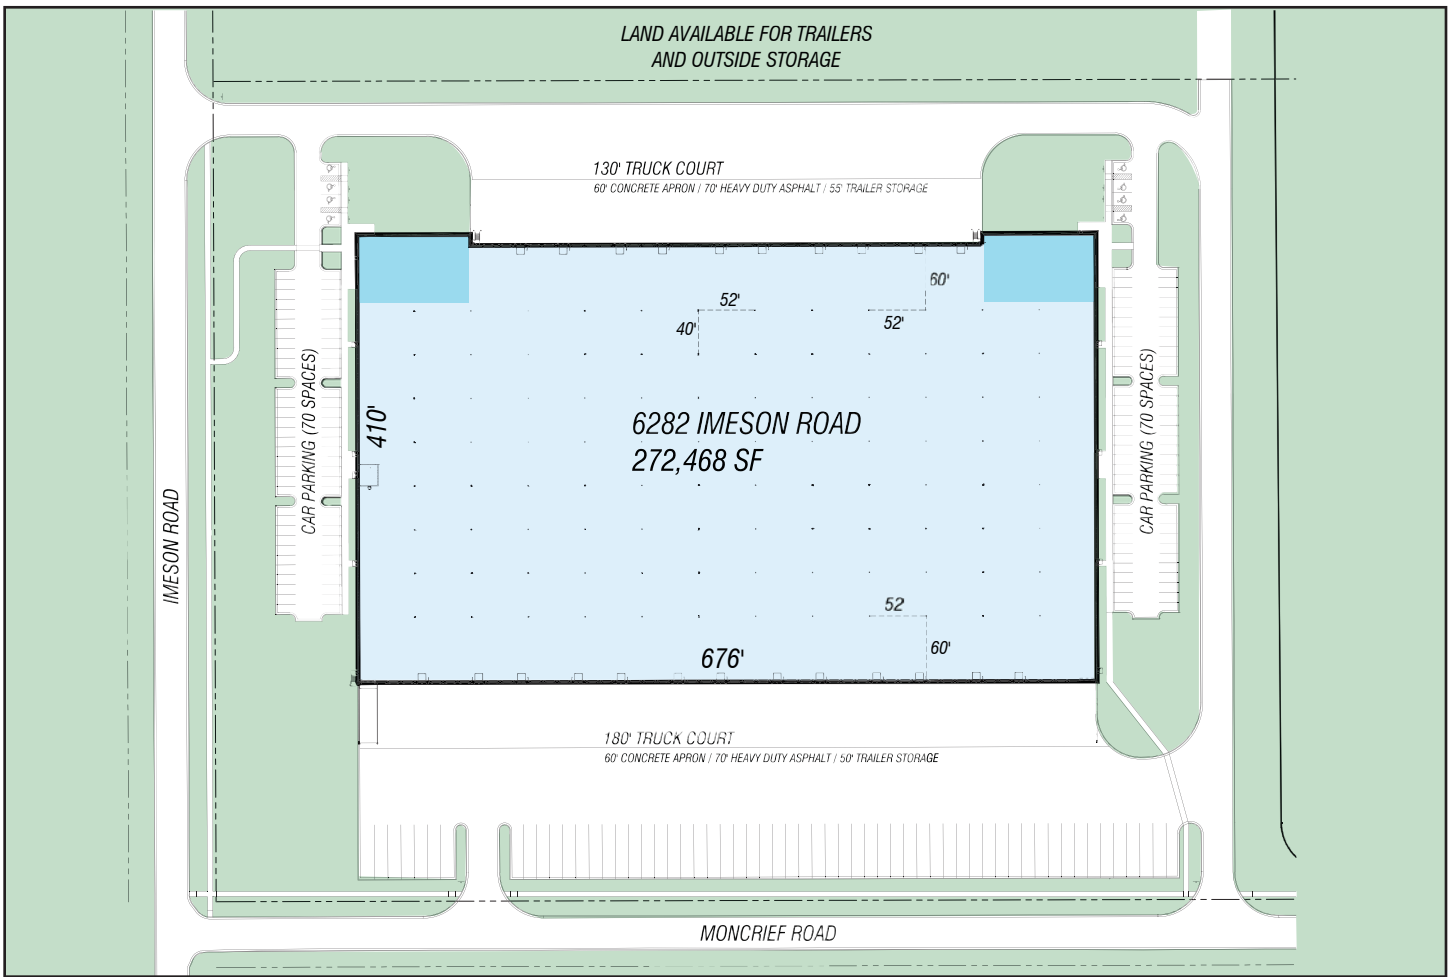 LAND AVAILABLE FOR TRAILERS
AND OUTSIDE STORAGE
130' TRUCK COURT
60' CONCRETE APRON / 70' HEAVY DUTY ASPHALT / 55' TRAILER STORAGE
60'
52'
52'
40'
CAR PARKING (70 SPACES)
CAR PARKING (70 SPACES)
410'
6282 IMESON ROAD
272,468 SF
IMESON ROAD
52'
60'
676'
180' TRUCK COURT
60' CONCRETE APRON / 70' HEAVY DUTY ASPHALT / 50' TRAILER STORAGE
MONCRIEF ROAD